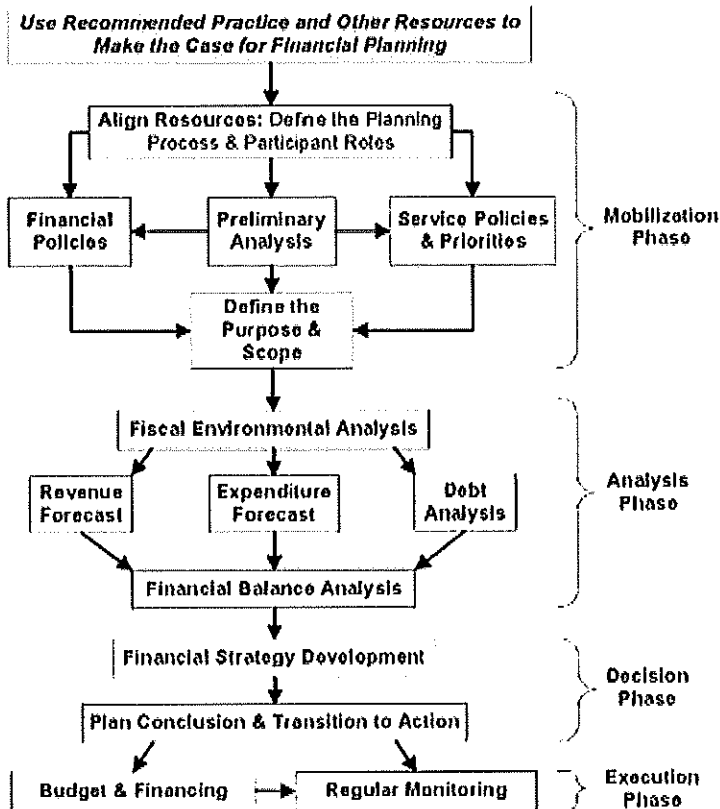 Use Recommended Practice and Other Resources to
Make the Case for Financial Planning
Align Resources: Define the Planning
Process & Participant Roles
Financial
Policies
Preliminary
Analysis
Service Policies
& Priorities
Mobilization
Phase
Define the
Purpose &
Scope
Fiscal Environmental Analysis
Revenue
Forecast
Expenditure
Forecast
Debt
Analysis
Analysis
Phase
Financial Balance Analysis
Financial Strategy Development
Decision
Phase
Plan Conclusion & Transition to Action
Budget & Financing
Regular Monitoring
Execution
Phase